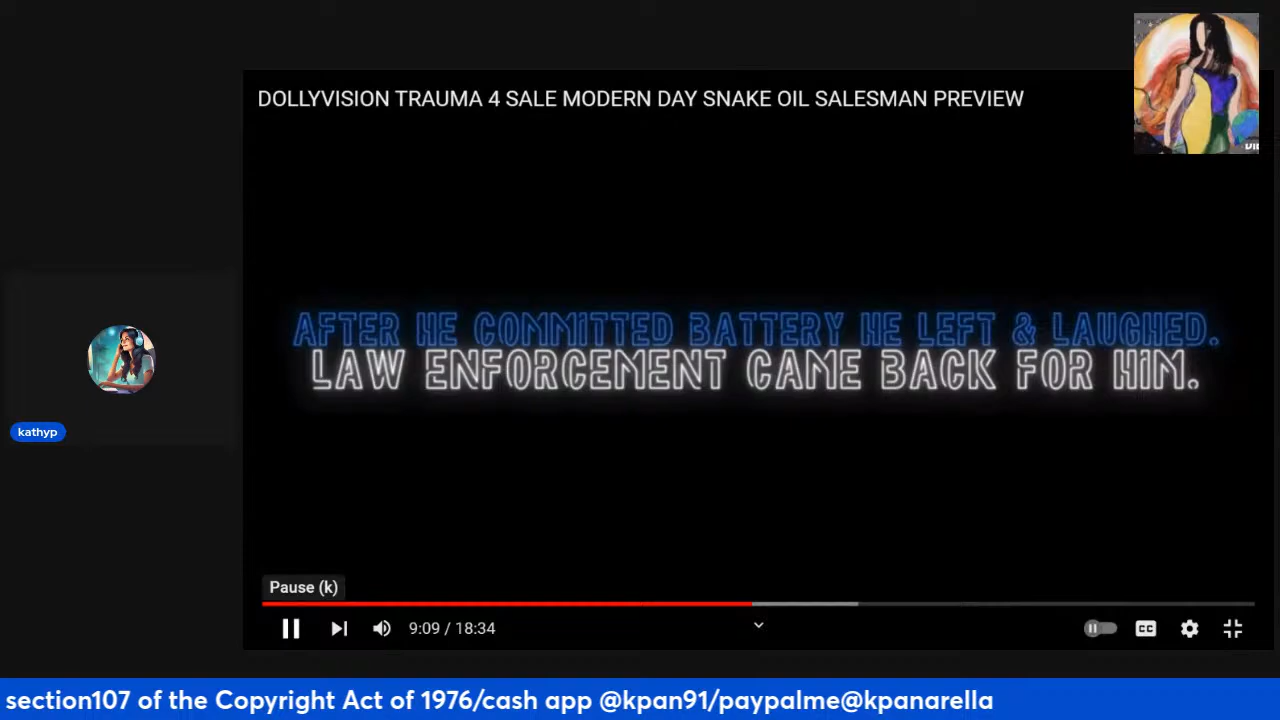 DOLLYVISION TRAUMA 4 SALE MODERN DAY SNAKE OIL SALESMAN PREVIEW
AFTER HE COMMITTED BATTERY HE LEFT & LAUGHED.
LAW ENFORCEMENT CAME BACK FOR HIM.
kathyp
Pause (k)
9:09 / 18:34
CC
section107 of the Copyright Act of 1976/cash app @kpan91/paypalme@kpanarella